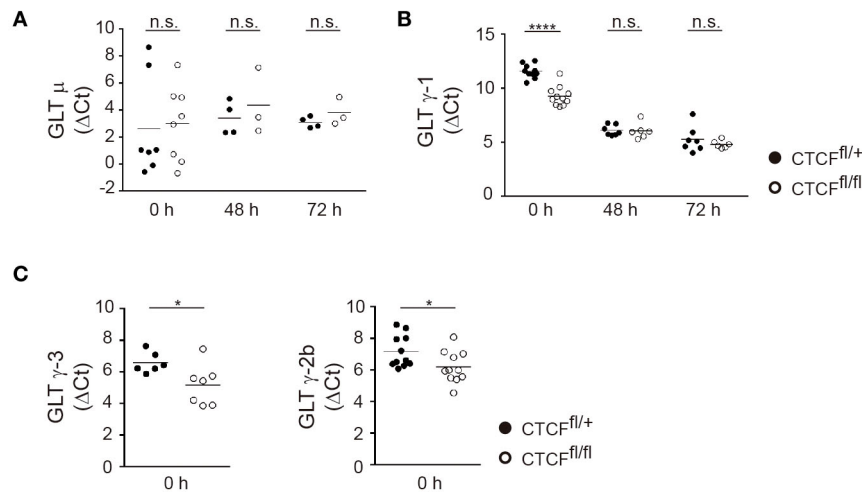 A
n.s. n.s. n.s.
GLT μ
(ΔCt)
10
8
6
4
2
0
-2
0 h 48 h 72 h
B
**** n.s. n.s.
GLT γ-1
(ΔCt)
15
10
5
0
0 h 48 h 72 h
CTCFfl/+
CTCFfl/fl
C
*
GLT γ-3
(ΔCt)
10
8
6
4
2
0
0 h
*
GLT γ-2b
(ΔCt)
10
8
6
4
2
0
0 h
CTCFfl/+
CTCFfl/fl